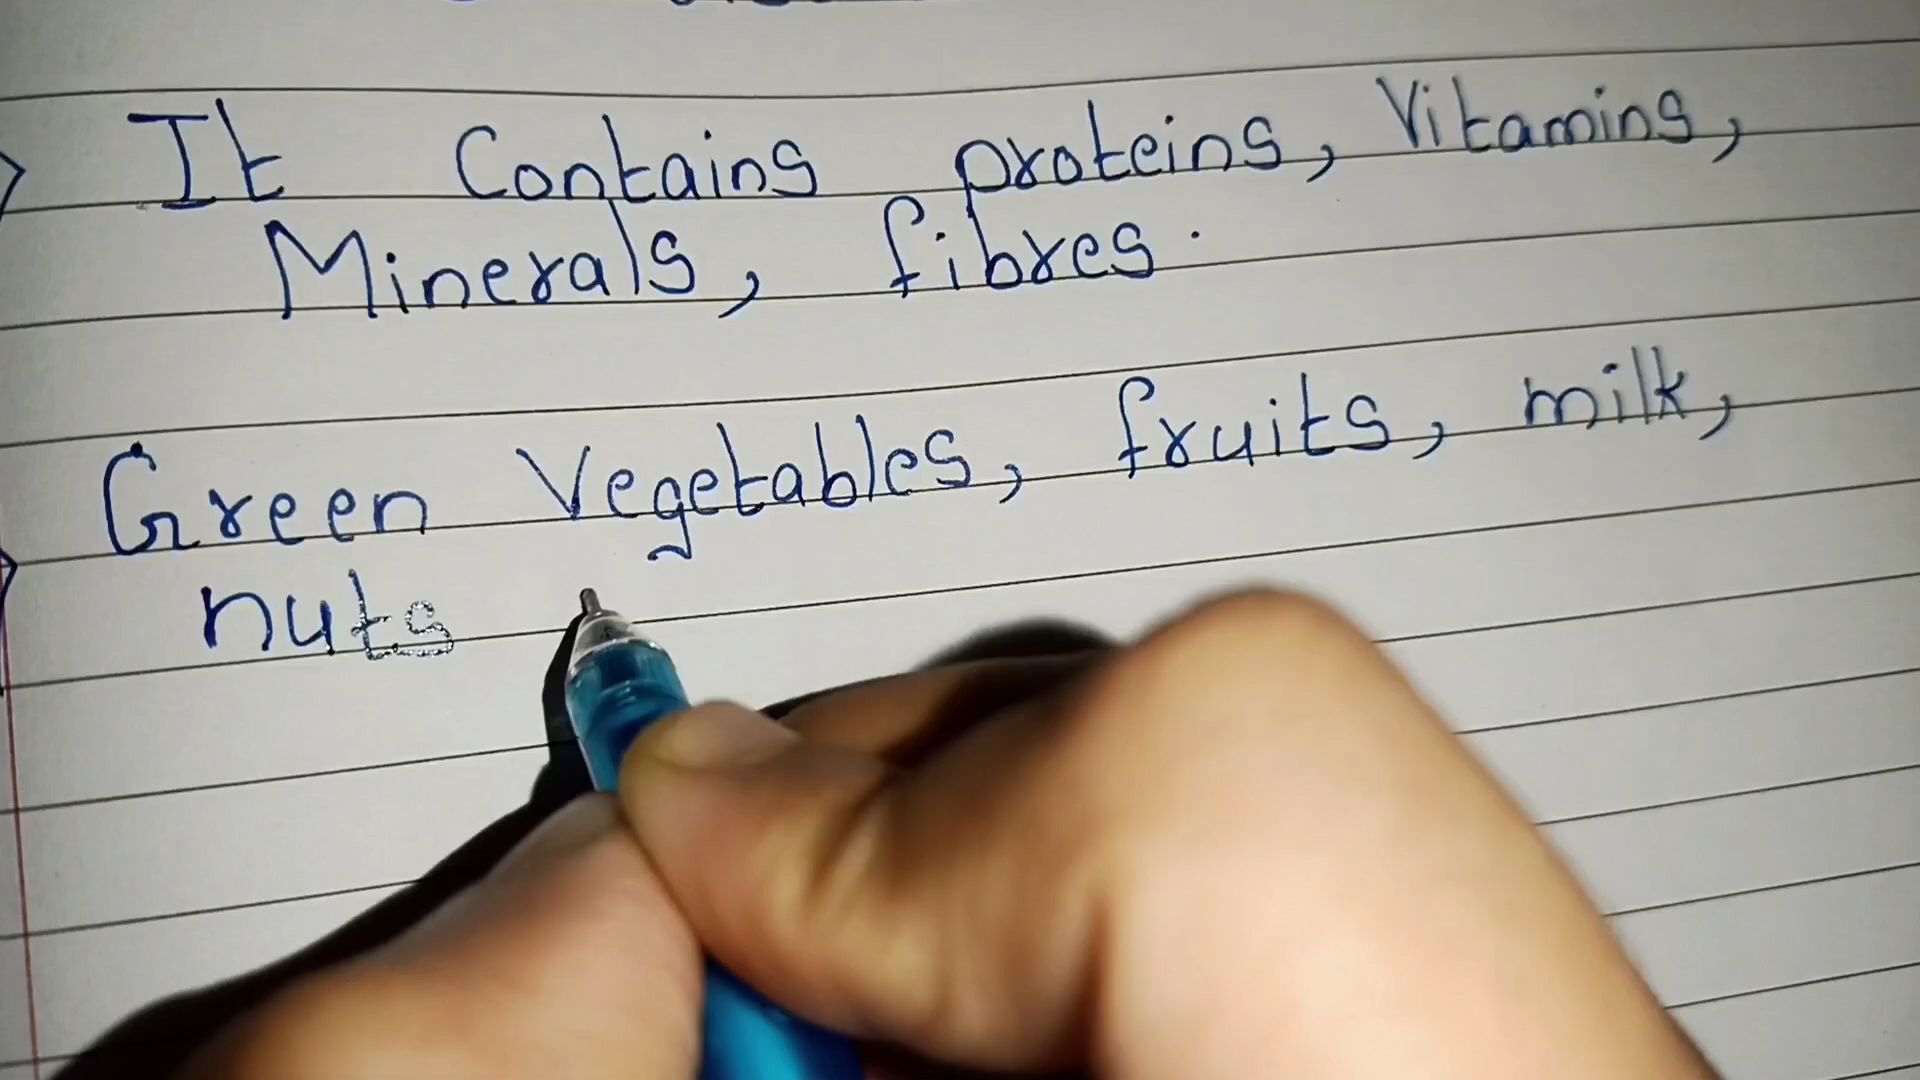 It Contains proteins, Vitamins,
Minerals, fibres.
Green Vegetables, fruits, milk,
nuts